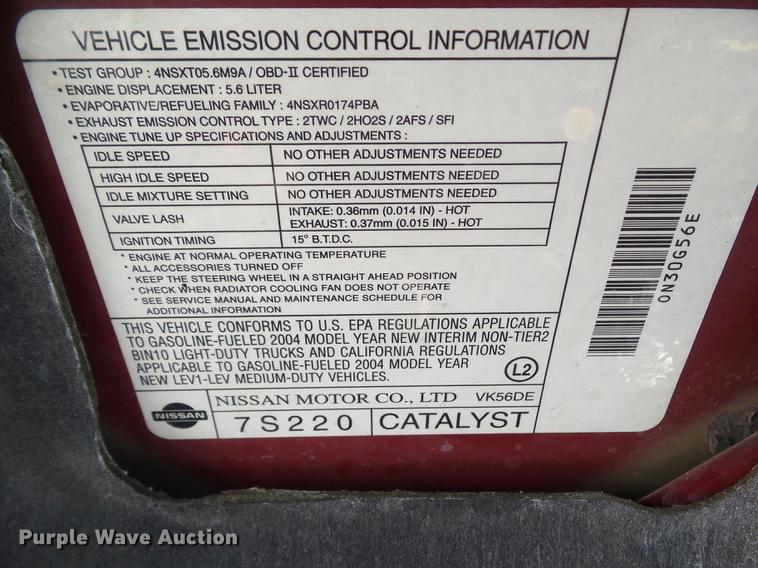 VEHICLE EMISSION CONTROL INFORMATION
• TEST GROUP : 4NSXT05.6M9A / OBD-II CERTIFIED
• ENGINE DISPLACEMENT : 5.6 LITER
• EVAPORATIVE/REFUELING FAMILY : 4NSXR0174PBA
• EXHAUST EMISSION CONTROL TYPE : 2TWC / 2HO2S / 2AFS / SFI
• ENGINE TUNE UP SPECIFICATIONS AND ADJUSTMENTS :
IDLE SPEED NO OTHER ADJUSTMENTS NEEDED
HIGH IDLE SPEED NO OTHER ADJUSTMENTS NEEDED
IDLE MIXTURE SETTING NO OTHER ADJUSTMENTS NEEDED
VALVE LASH INTAKE: 0.36mm (0.014 IN) - HOT
EXHAUST: 0.37mm (0.015 IN) - HOT
IGNITION TIMING 15° B.T.D.C.
* ENGINE AT NORMAL OPERATING TEMPERATURE
* ALL ACCESSORIES TURNED OFF
* KEEP THE STEERING WHEEL IN A STRAIGHT AHEAD POSITION
* CHECK WHEN RADIATOR COOLING FAN DOES NOT OPERATE
* SEE SERVICE MANUAL AND MAINTENANCE SCHEDULE FOR
ADDITIONAL INFORMATION
THIS VEHICLE CONFORMS TO U.S. EPA REGULATIONS APPLICABLE
TO GASOLINE-FUELED 2004 MODEL YEAR NEW INTERIM NON-TIER2
BIN10 LIGHT-DUTY TRUCKS AND CALIFORNIA REGULATIONS
APPLICABLE TO GASOLINE-FUELED 2004 MODEL YEAR
NEW LEV1-LEV MEDIUM-DUTY VEHICLES.
L2
NISSAN
NISSAN MOTOR CO., LTD VK56DE
7S220 CATALYST
0N30G56E
Purple Wave Auction